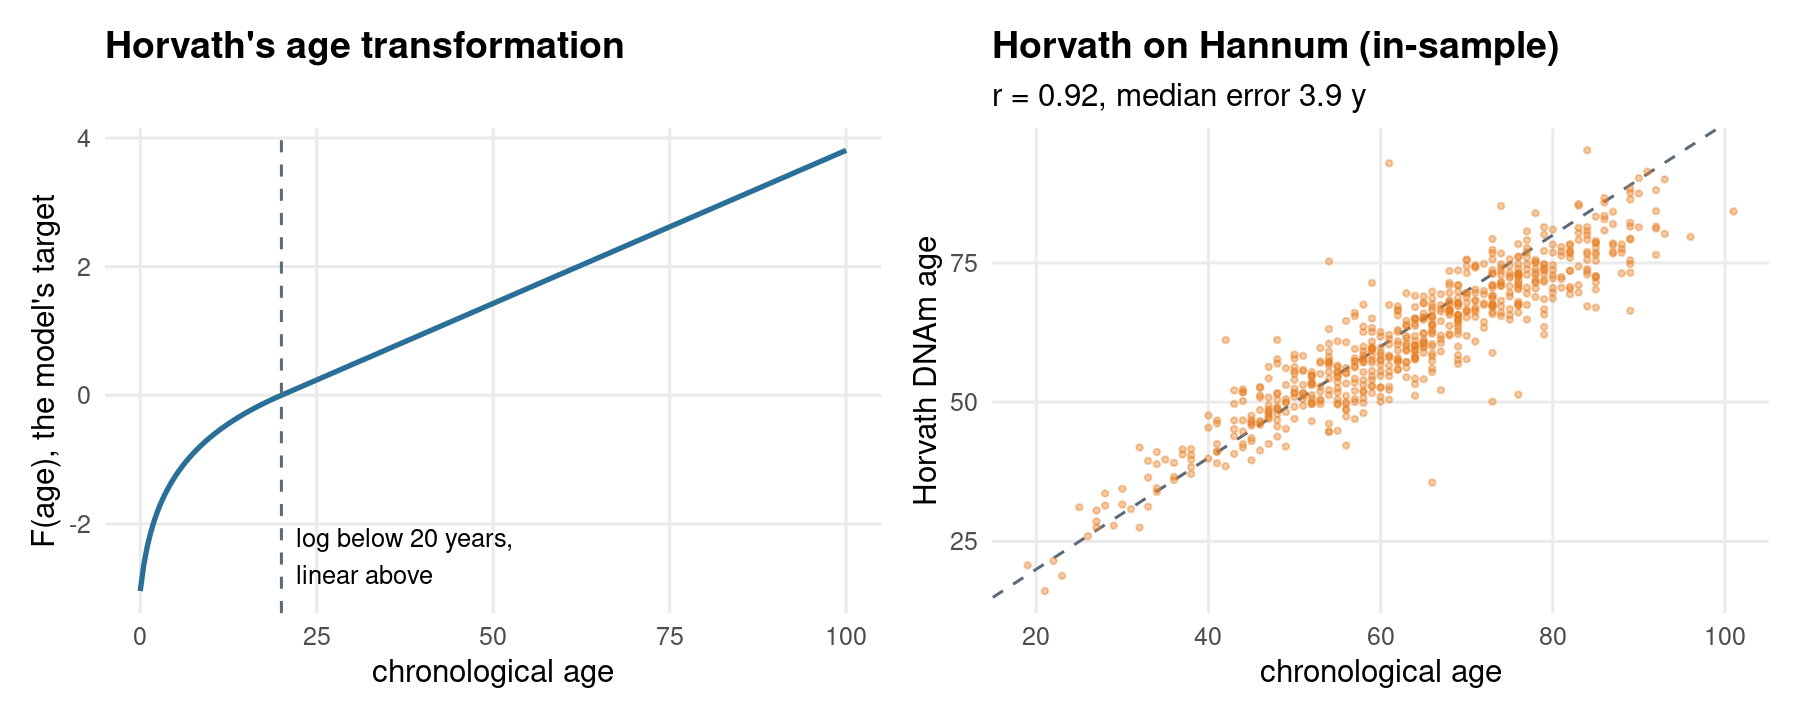 Horvath's age transformation
F(age), the model's target
4
2
0
-2
log below 20 years,
linear above
0
25
50
75
100
chronological age
Horvath on Hannum (in-sample)
r = 0.92, median error 3.9 y
Horvath DNAm age
75
50
25
20
40
60
80
100
chronological age